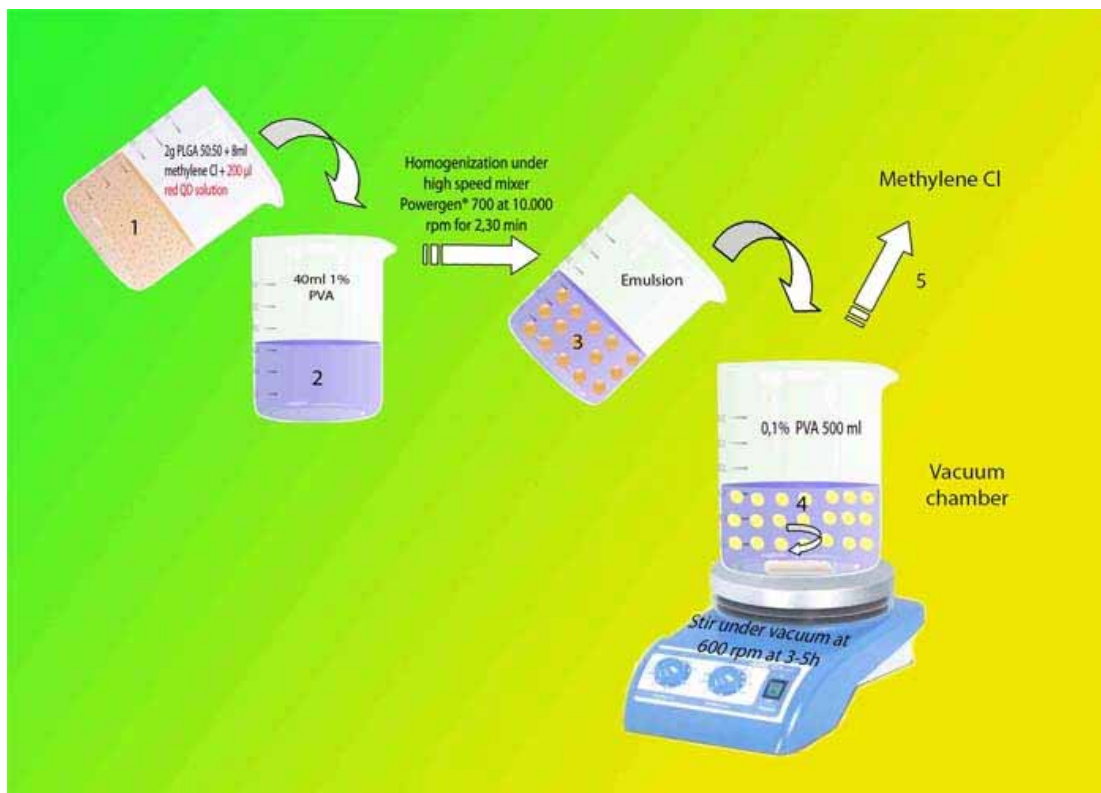 2g PLGA 50:50 + 8ml
methylene Cl + 200 µl
red QD solution
1
40ml 1%
PVA
2
Homogenization under
high speed mixer
Powergen® 700 at 10.000
rpm for 2,30 min
Emulsion
3
Methylene Cl
5
0,1% PVA 500 ml
4
Vacuum
chamber
Stir under vacuum at
600 rpm at 3-5h